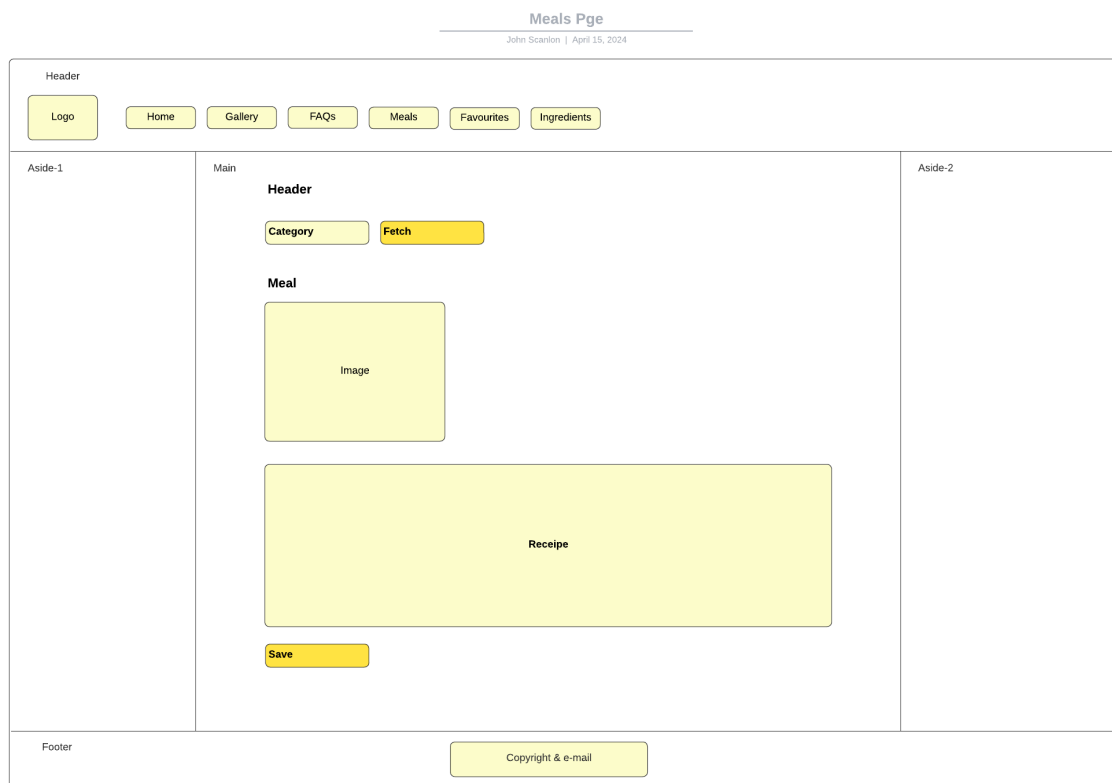 Meals Pge
John Scanlon | April 15, 2024
Header
Logo
Home
Gallery
FAQs
Meals
Favourites
Ingredients
Aside-1
Main
Aside-2
Header
Category
Fetch
Meal
Image
Receipe
Save
Footer
Copyright & e-mail